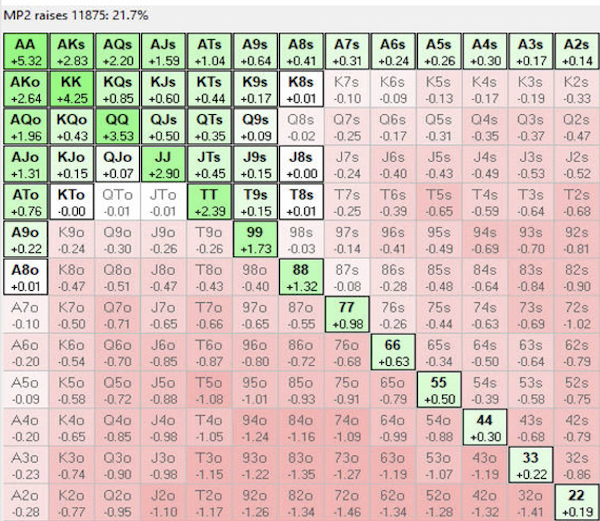 MP2 raises 11875: 21.7%
AA AKs AQs AJs ATs A9s A8s A7s A6s A5s A4s A3s A2s
+5.32 +2.83 +2.20 +1.59 +1.04 +0.64 +0.41 +0.31 +0.24 +0.26 +0.30 +0.17 +0.14
AKo KK KQs KJs KTs K9s K8s K7s K6s K5s K4s K3s K2s
+2.64 +4.25 +0.85 +0.60 +0.44 +0.17 +0.01 -0.10 -0.09 -0.13 -0.17 -0.19 -0.33
AQo KQo QQ QJs QTs Q9s Q8s Q7s Q6s Q5s Q4s Q3s Q2s
+1.96 +0.43 +3.53 +0.50 +0.35 +0.09 -0.02 -0.25 -0.17 -0.31 -0.35 -0.37 -0.47
AJo KJo QJo JJ JTs J9s J8s J7s J6s J5s J4s J3s J2s
+1.31 +0.15 +0.07 +2.90 +0.45 +0.15 +0.00 -0.24 -0.40 -0.43 -0.49 -0.53 -0.52
ATo KTo QTo JTo TT T9s T8s T7s T6s T5s T4s T3s T2s
+0.76 -0.00 -0.01 -0.01 +2.39 +0.15 +0.01 -0.25 -0.39 -0.65 -0.59 -0.64 -0.68
A9o K9o Q9o J9o T9o 99 98s 97s 96s 95s 94s 93s 92s
+0.22 -0.24 -0.30 -0.26 -0.26 +1.73 -0.03 -0.14 -0.41 -0.49 -0.69 -0.70 -0.81
A8o K8o Q8o J8o T8o 98o 88 87s 86s 85s 84s 83s 82s
+0.01 -0.47 -0.51 -0.47 -0.43 -0.40 +1.32 -0.08 -0.28 -0.48 -0.64 -0.84 -0.90
A7o K7o Q7o J7o T7o 97o 87o 77 76s 75s 74s 73s 72s
-0.10 -0.50 -0.71 -0.65 -0.66 -0.65 -0.55 +0.98 -0.26 -0.44 -0.63 -0.69 -1.02
A6o K6o Q6o J6o T6o 96o 86o 76o 66 65s 64s 63s 62s
-0.20 -0.54 -0.70 -0.85 -0.87 -0.80 -0.72 -0.68 +0.63 -0.34 -0.50 -0.64 -0.79
A5o K5o Q5o J5o T5o 95o 85o 75o 65o 55 54s 53s 52s
-0.09 -0.58 -0.72 -0.88 -1.08 -1.01 -0.93 -0.91 -0.79 +0.50 -0.39 -0.58 -0.75
A4o K4o Q4o J4o T4o 94o 84o 74o 64o 54o 44 43s 42s
-0.20 -0.65 -0.85 -0.98 -1.05 -1.24 -1.16 -1.09 -0.99 -0.88 +0.30 -0.68 -0.79
A3o K3o Q3o J3o T3o 93o 83o 73o 63o 53o 43o 33 32s
-0.23 -0.74 -0.90 -0.98 -1.15 -1.22 -1.35 -1.27 -1.19 -1.07 -1.19 +0.22 -0.86
A2o K2o Q2o J2o T2o 92o 82o 72o 62o 52o 42o 32o 22
-0.28 -0.77 -0.95 -1.10 -1.17 -1.26 -1.34 -1.46 -1.34 -1.28 -1.32 -1.41 +0.19